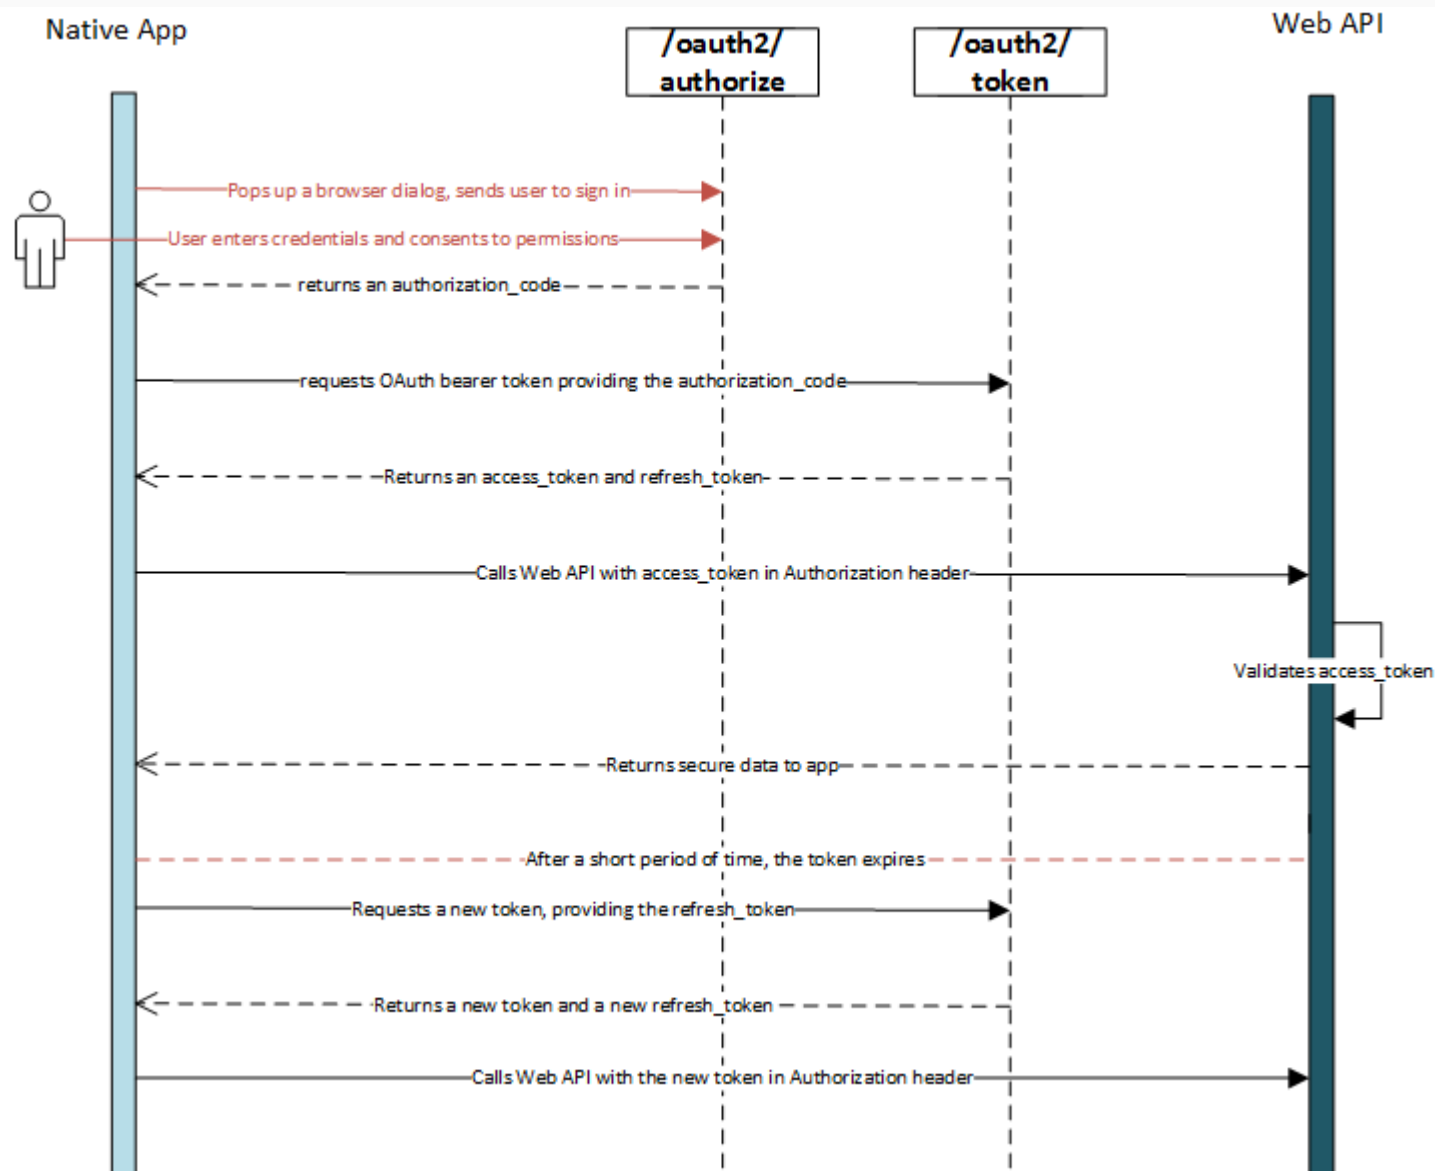 Native App
/oauth2/
authorize
/oauth2/
token
Web API
Pops up a browser dialog, sends user to sign in
User enters credentials and consents to permissions
returns an authorization_code
requests OAuth bearer token providing the authorization_code
Returns an access_token and refresh_token
Calls Web API with access_token in Authorization header
Validates access_token
Returns secure data to app
After a short period of time, the token expires
Requests a new token, providing the refresh_token
Returns a new token and a new refresh_token
Calls Web API with the new token in Authorization header